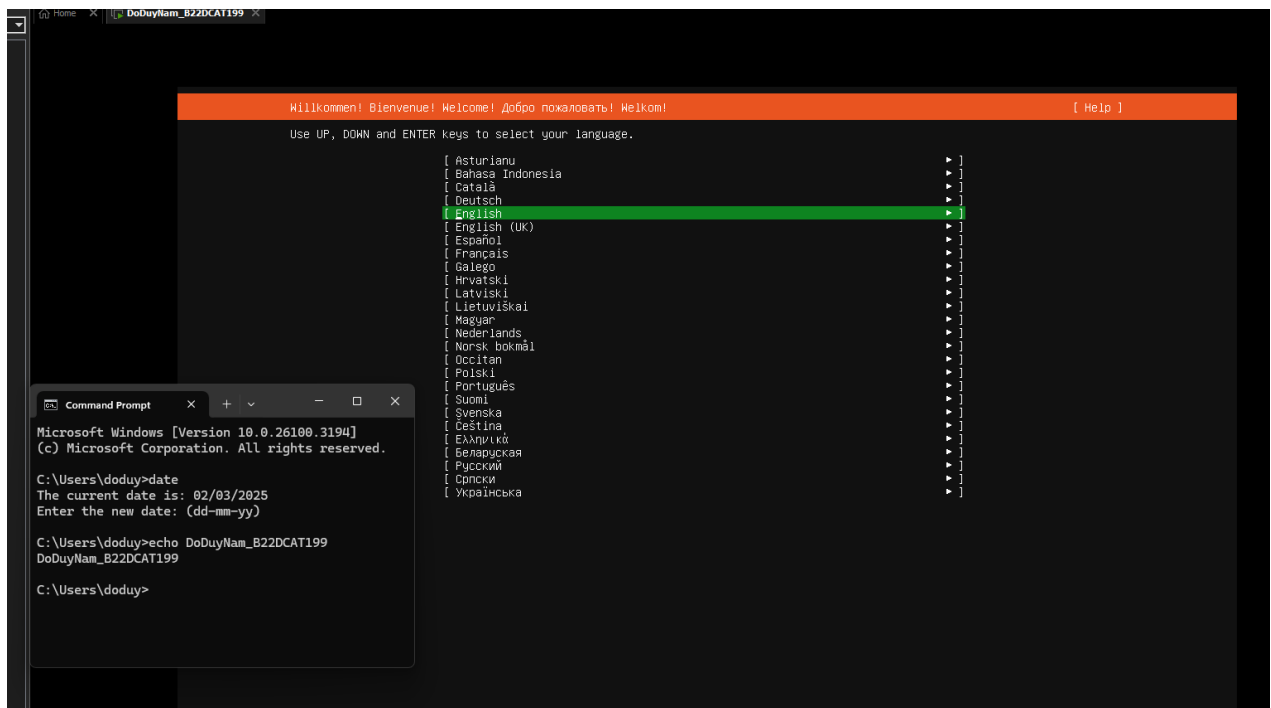 Home × DoDuyNam_B22DCAT199 ×
Willkommen! Bienvenue! Welcome! Добро пожаловать! Welkom! [ Help ]
Use UP, DOWN and ENTER keys to select your language.
[ Asturianu ► ]
[ Bahasa Indonesia ► ]
[ Català ► ]
[ Deutsch ► ]
[ English ► ]
[ English (UK) ► ]
[ Español ► ]
[ Français ► ]
[ Galego ► ]
[ Hrvatski ► ]
[ Latviski ► ]
[ Lietuviškai ► ]
[ Magyar ► ]
[ Nederlands ► ]
[ Norsk bokmål ► ]
[ Occitan ► ]
[ Polski ► ]
[ Português ► ]
[ Suomi ► ]
[ Svenska ► ]
[ Čeština ► ]
[ Ελληνικά ► ]
[ Беларуская ► ]
[ Русский ► ]
[ Српски ► ]
[ Українська ► ]
Command Prompt
Microsoft Windows [Version 10.0.26100.3194]
(c) Microsoft Corporation. All rights reserved.
C:\Users\doduy>date
The current date is: 02/03/2025
Enter the new date: (dd-mm-yy)
C:\Users\doduy>echo DoDuyNam_B22DCAT199
DoDuyNam_B22DCAT199
C:\Users\doduy>